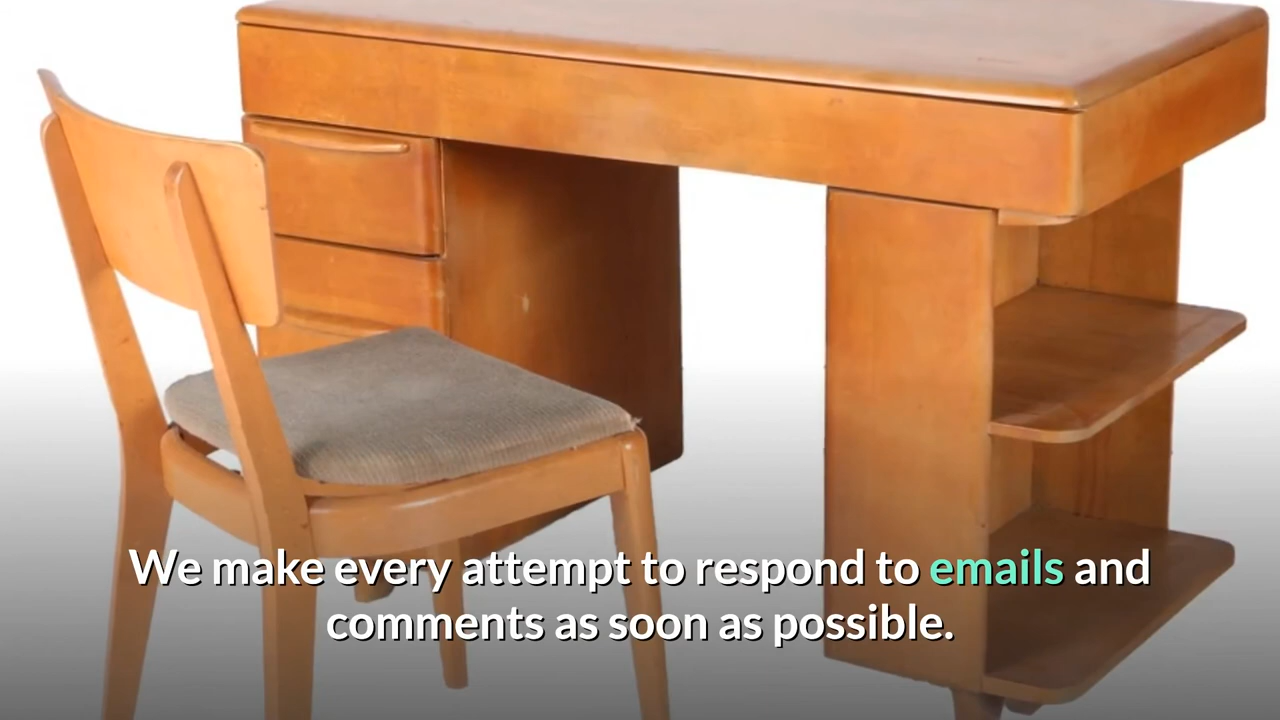 We make every attempt to respond to emails and
comments as soon as possible.